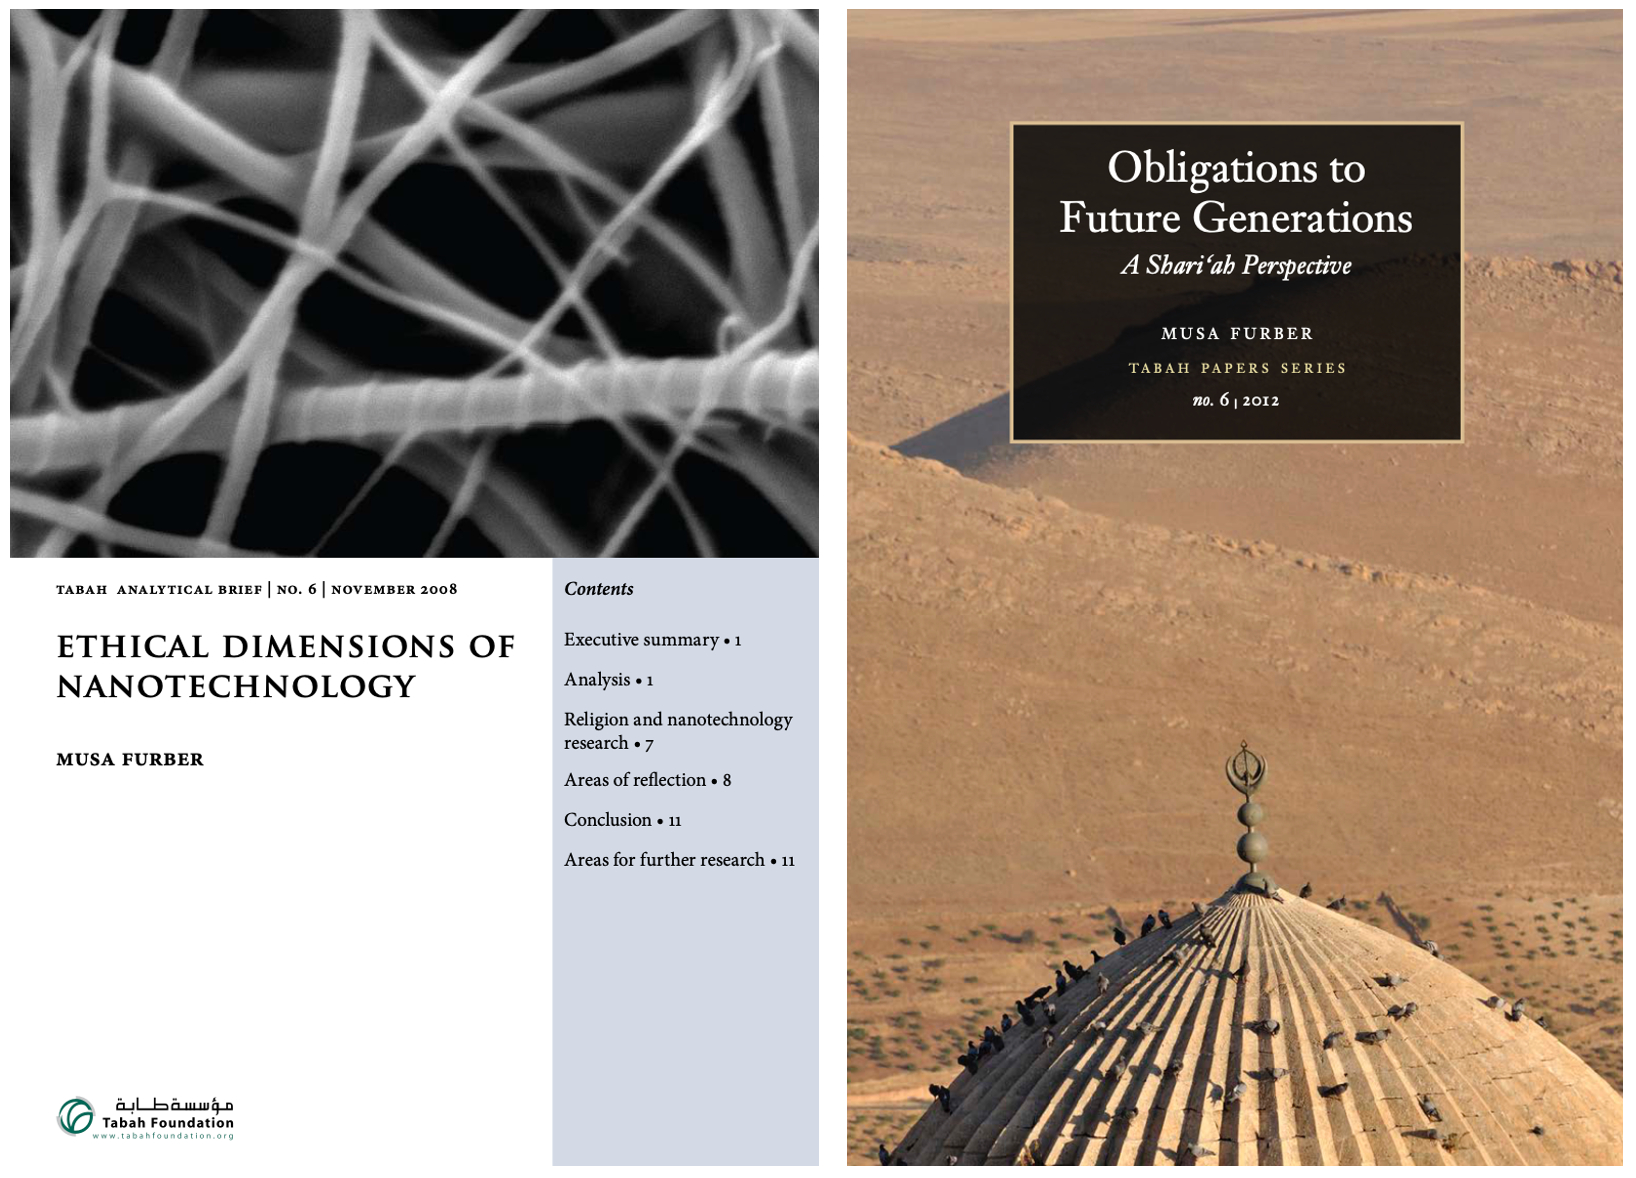 TABAH ANALYTICAL BRIEF | NO. 6 | NOVEMBER 2008
ETHICAL DIMENSIONS OF
NANOTECHNOLOGY
MUSA FURBER
مؤسسة طابة
Tabah Foundation
www.tabahfoundation.org
Contents
Executive summary • 1
Analysis • 1
Religion and nanotechnology
research • 7
Areas of reflection • 8
Conclusion • 11
Areas for further research • 11
Obligations to
Future Generations
A Shari‘ah Perspective
MUSA FURBER
TABAH PAPERS SERIES
no. 6 | 2012